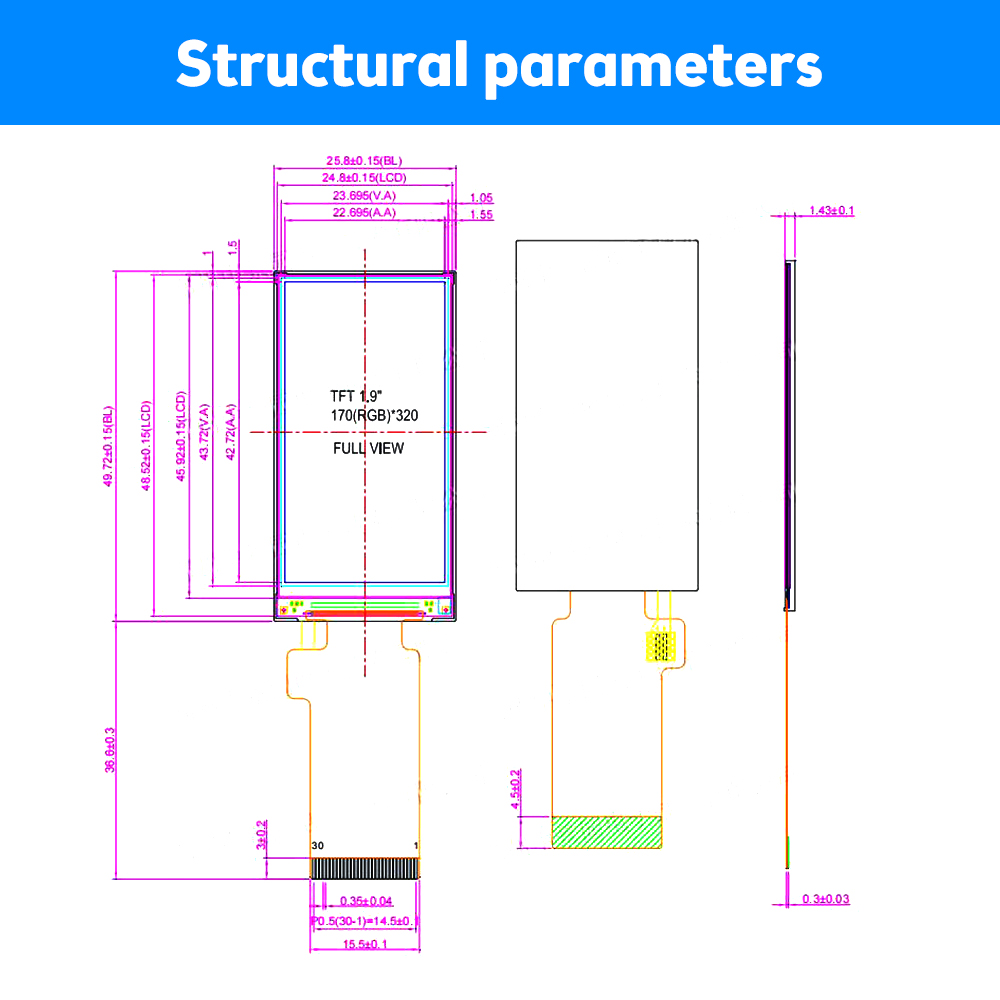 Structural parameters
25.8±0.15(BL)
24.8±0.15(LCD)
23.695(V.A)
1.05
22.695(A.A)
1.55
1.43±0.1
1
1.5
TFT 1.9"
170(RGB)*320
FULL VIEW
49.72±0.15(BL)
48.52±0.15(LCD)
45.92±0.15(LCD)
43.72(V.A)
42.72(A.A)
36.6±0.3
4.5±0.2
3±0.2
30
1
0.35±0.04
0.3±0.03
P0.5(30-1)=14.5±0.1
15.5±0.1